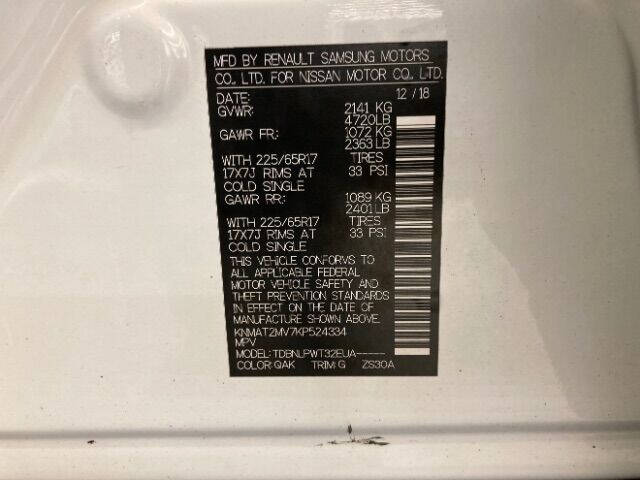 MFD BY RENAULT SAMSUNG MOTORS
CO., LTD. FOR NISSAN MOTOR CO., LTD.
DATE: 12 / 18
GVWR: 2141 KG
4720LB
GAWR FR: 1072 KG
2363 LB
WITH 225/65R17 TIRES
17X7J RIMS AT 33 PSI
COLD SINGLE
GAWR RR: 1089 KG
2401 LB
WITH 225/65R17 TIRES
17X7J RIMS AT 33 PSI
COLD SINGLE
THIS VEHICLE CONFORMS TO
ALL APPLICABLE FEDERAL
MOTOR VEHICLE SAFETY AND
THEFT PREVENTION STANDARDS
IN EFFECT ON THE DATE OF
MANUFACTURE SHOWN ABOVE
KNMAT2MV7KP524334
MPV
MODEL: TDBNLPWT32EUA-----
COLOR: QAK TRIM: G ZS30A